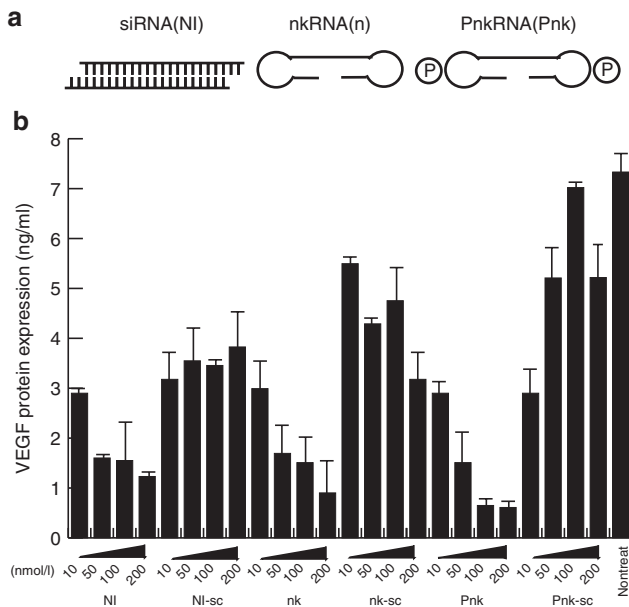 a
siRNA(NI) nkRNA(n) PnkRNA(Pnk)
P P
b
VEGF protein expression (ng/ml)
8
7
6
5
4
3
2
1
0
(nmol/l) 10 50 100 200 10 50 100 200 10 50 100 200 10 50 100 200 10 50 100 200 10 50 100 200 Nontreat
NI NI-sc nk nk-sc Pnk Pnk-sc